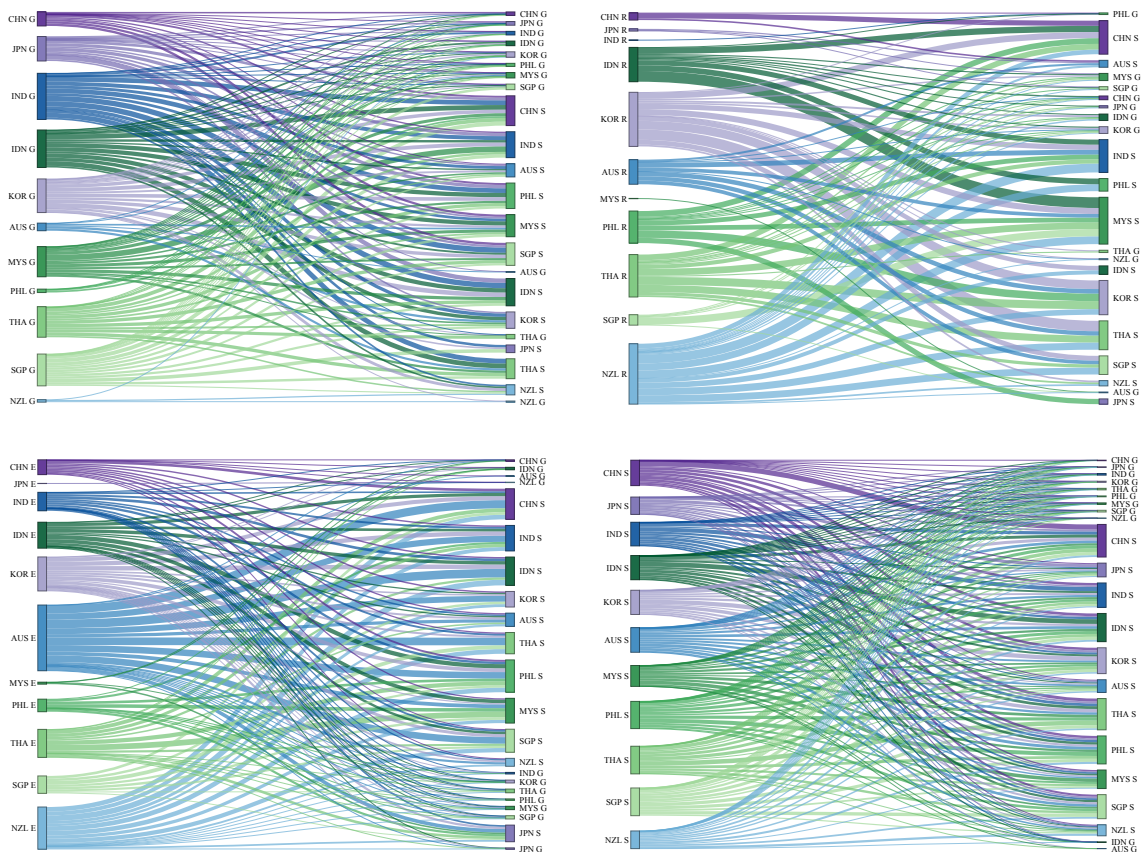 CHN G
JPN G
IND G
IDN G
KOR G
AUS G
MYS G
PHL G
THA G
SGP G
NZL G
CHN G
JPN G
IND G
IDN G
KOR G
PHL G
MYS G
SGP G
CHN S
IND S
AUS S
PHL S
MYS S
SGP S
AUS G
IDN S
KOR S
THA G
JPN S
THA S
NZL S
NZL G
CHN R
JPN R
IND R
IDN R
KOR R
AUS R
MYS R
PHL R
THA R
SGP R
NZL R
PHL G
CHN S
AUS S
MYS G
SGP G
CHN G
JPN G
IDN G
KOR G
IND S
PHL S
MYS S
THA G
NZL G
IDN S
KOR S
THA S
SGP S
NZL S
AUS G
JPN S
CHN E
JPN E
IND E
IDN E
KOR E
AUS E
MYS E
PHL E
THA E
SGP E
NZL E
CHN G
IDN G
AUS G
NZL G
CHN S
IND S
IDN S
KOR S
AUS S
THA S
PHL S
MYS S
SGP S
NZL S
IND G
KOR G
THA G
PHL G
MYS G
SGP G
JPN S
JPN G
CHN S
JPN S
IND S
IDN S
KOR S
AUS S
MYS S
PHL S
THA S
SGP S
NZL S
CHN G
JPN G
IND G
KOR G
THA G
PHL G
MYS G
SGP G
NZL G
CHN S
JPN S
IND S
IDN S
KOR S
AUS S
THA S
PHL S
MYS S
SGP S
NZL S
IDN G
AUS G